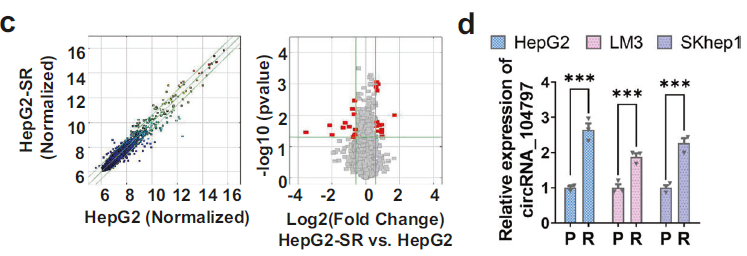 c
HepG2-SR
(Normalized)
16
14
12
10
8
6
6 8 10 12 14 16
HepG2 (Normalized)
-log10 (pvalue)
4
3
2
1
0
-4 -2 0 2 4
Log2(Fold Change)
HepG2-SR vs. HepG2
d
HepG2 LM3 SKhep1
Relative expression of
circRNA_104797
4
3
2
1
0
*** *** ***
P R P R P R